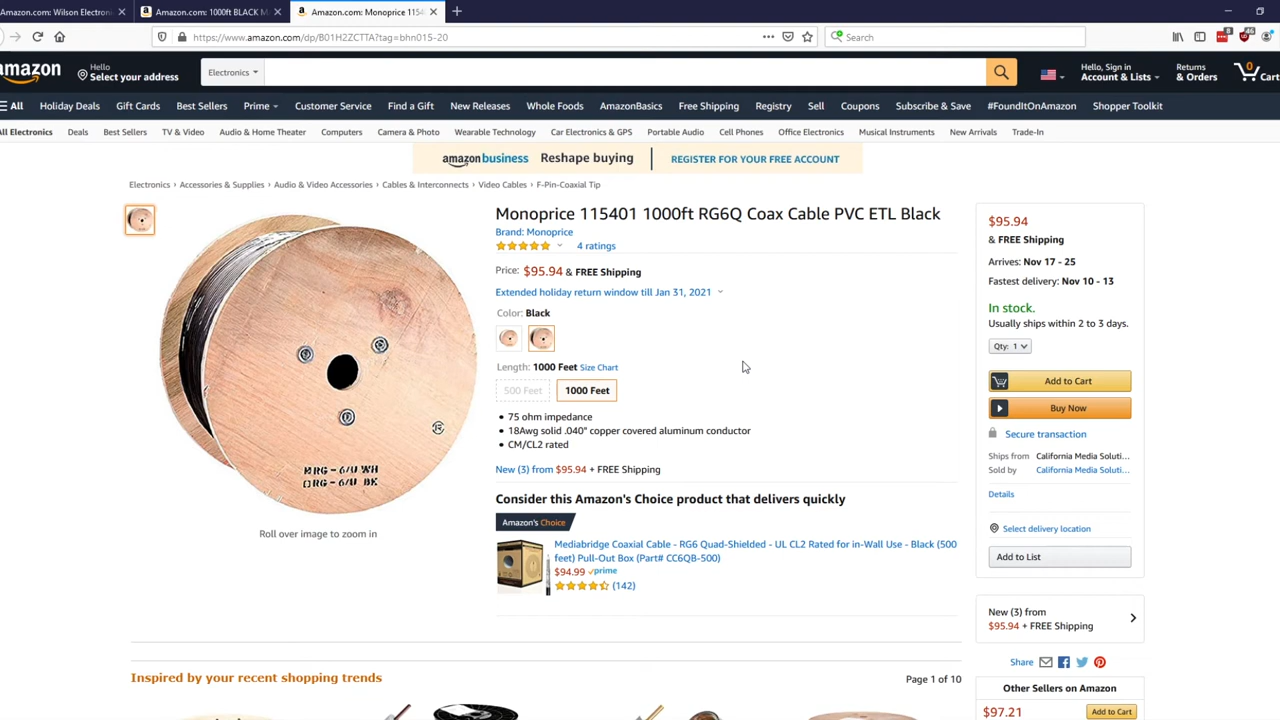 Amazon.com: Wilson Electroni
Amazon.com: 1000ft BLACK M
Amazon.com: Monoprice 1154
https://www.amazon.com/dp/B01H2ZCTTA?tag=bhn015-20
Search
amazon
Hello
Select your address
Electronics
Hello, Sign in
Account & Lists
Returns
& Orders
0
Cart
All
Holiday Deals
Gift Cards
Best Sellers
Prime
Customer Service
Find a Gift
New Releases
Whole Foods
AmazonBasics
Free Shipping
Registry
Sell
Coupons
Subscribe & Save
#FoundItOnAmazon
Shopper Toolkit
All Electronics
Deals
Best Sellers
TV & Video
Audio & Home Theater
Computers
Camera & Photo
Wearable Technology
Car Electronics & GPS
Portable Audio
Cell Phones
Office Electronics
Musical Instruments
New Arrivals
Trade-In
amazonbusiness Reshape buying
REGISTER FOR YOUR FREE ACCOUNT
Electronics › Accessories & Supplies › Audio & Video Accessories › Cables & Interconnects › Video Cables › F-Pin-Coaxial Tip
Monoprice 115401 1000ft RG6Q Coax Cable PVC ETL Black
Brand: Monoprice
4 ratings
Price: $95.94 & FREE Shipping
Extended holiday return window till Jan 31, 2021
Color: Black
Length: 1000 Feet Size Chart
500 Feet
1000 Feet
• 75 ohm impedance
• 18Awg solid .040" copper covered aluminum conductor
• CM/CL2 rated
New (3) from $95.94 + FREE Shipping
Consider this Amazon's Choice product that delivers quickly
Amazon's Choice
Mediabridge Coaxial Cable - RG6 Quad-Shielded - UL CL2 Rated for in-Wall Use - Black (500
feet) Pull-Out Box (Part# CC6QB-500)
$94.99 prime
(142)
RG - 6/U WH
RG - 6/U BK
Roll over image to zoom in
$95.94
& FREE Shipping
Arrives: Nov 17 - 25
Fastest delivery: Nov 10 - 13
In stock.
Usually ships within 2 to 3 days.
Qty: 1
Add to Cart
Buy Now
Secure transaction
Ships from California Media Soluti...
Sold by California Media Soluti...
Details
Select delivery location
Add to List
New (3) from
$95.94 + FREE Shipping
Share
Other Sellers on Amazon
$97.21
Add to Cart
Inspired by your recent shopping trends
Page 1 of 10